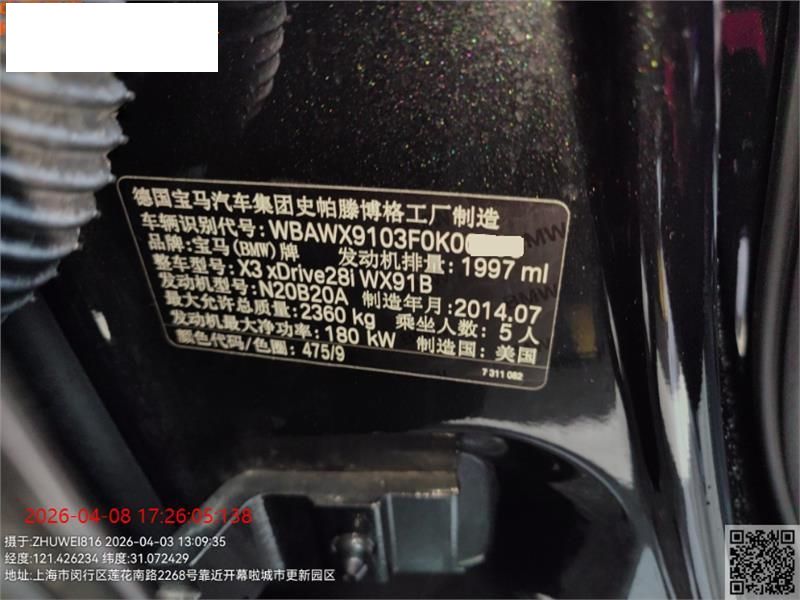 德国宝马汽车集团史帕滕博格工厂制造
车辆识别代号: WBAWX9103F0K0
品牌:宝马(BMW)牌 发动机排量: 1997 ml
整车型号: X3 xDrive28i WX91B
发动机型号: N20B20A 制造年月: 2014.07
最大允许总质量: 2360 kg 乘坐人数: 5 人
发动机最大净功率: 180 kW 制造国: 美国
颜色代码/色圈: 475/9
7 311 082
2026-04-08 17:26:05:138
摄于:ZHUWEI816 2026-04-03 13:09:35
经度:121.426234 纬度:31.072429
地址:上海市闵行区莲花南路2268号靠近开幕啦城市更新园区